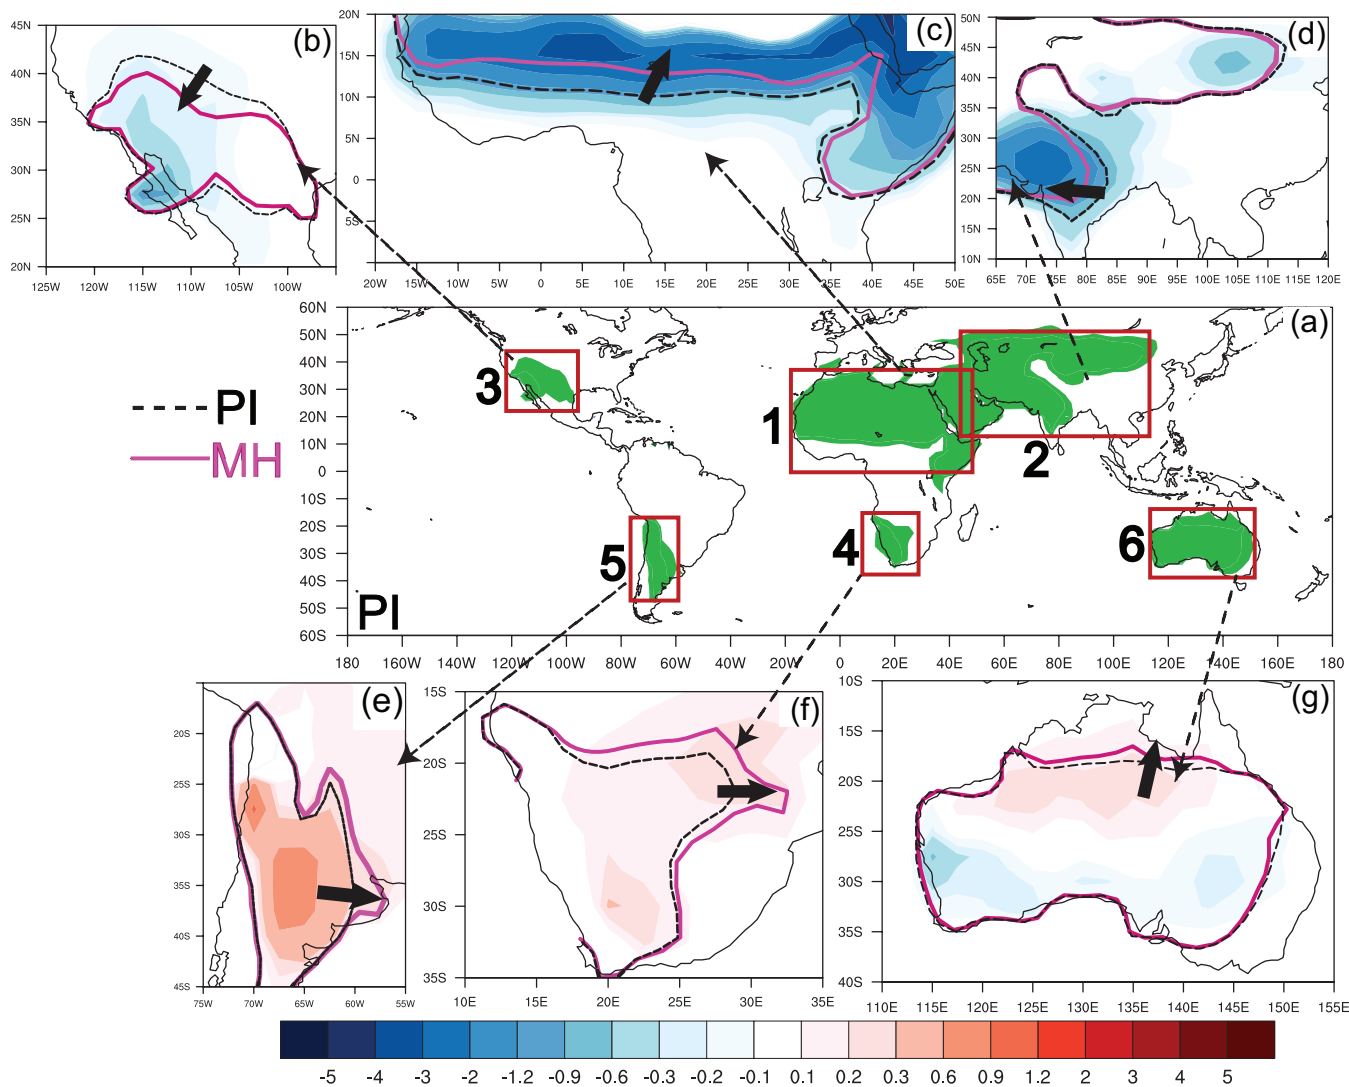 (b)
45N
40N
35N
30N
25N
20N
125W 120W 115W 110W 105W 100W
(c)
20N
15N
10N
5N
0
5S
20W 15W 10W 5W 0 5E 10E 15E 20E 25E 30E 35E 40E 45E 50E
(d)
50N
45N
40N
35N
30N
25N
20N
15N
10N
65E 70E 75E 80E 85E 90E 95E 100E 105E 110E 115E 120E
PI
MH
(a)
60N
50N
40N
30N
20N
10N
0
10S
20S
30S
40S
50S
60S
3
1
2
5
4
6
PI
180 160W 140W 120W 100W 80W 60W 40W 20W 0 20E 40E 60E 80E 100E 120E 140E 160E 180
(e)
20S
25S
30S
35S
40S
45S
75W 70W 65W 60W 55W
(f)
15S
20S
25S
30S
35S
10E 15E 20E 25E 30E 35E
(g)
10S
15S
20S
25S
30S
35S
40S
110E 115E 120E 125E 130E 135E 140E 145E 150E 155E
-5 -4 -3 -2 -1.2 -0.9 -0.6 -0.3 -0.2 -0.1 0.1 0.2 0.3 0.6 0.9 1.2 2 3 4 5